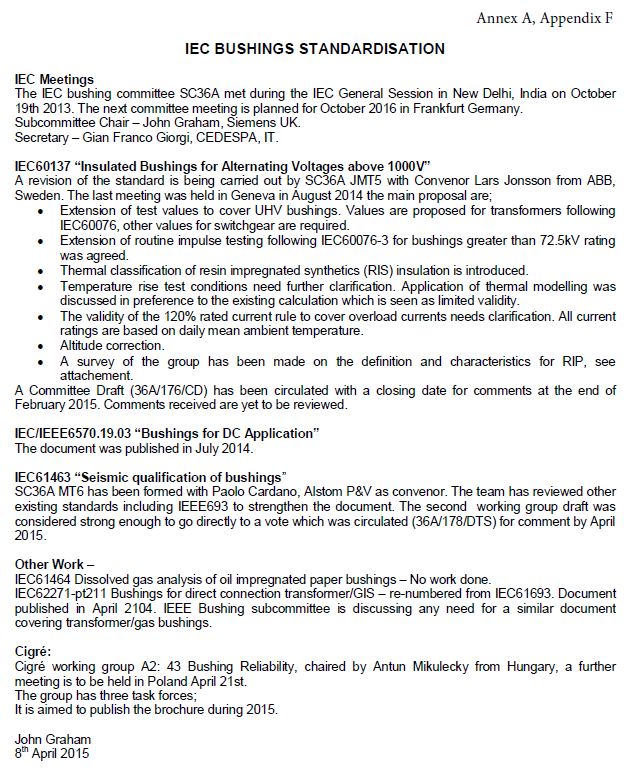 Annex A, Appendix F
IEC BUSHINGS STANDARDISATION
IEC Meetings
The IEC bushing committee SC36A met during the IEC General Session in New Delhi, India on October
19th 2013. The next committee meeting is planned for October 2016 in Frankfurt Germany.
Subcommittee Chair – John Graham, Siemens UK.
Secretary – Gian Franco Giorgi, CEDESPA, IT.
IEC60137 “Insulated Bushings for Alternating Voltages above 1000V”
A revision of the standard is being carried out by SC36A JMT5 with Convenor Lars Jonsson from ABB,
Sweden. The last meeting was held in Geneva in August 2014 the main proposal are;
• Extension of test values to cover UHV bushings. Values are proposed for transformers following
IEC60076, other values for switchgear are required.
• Extension of routine impulse testing following IEC60076-3 for bushings greater than 72.5kV rating
was agreed.
• Thermal classification of resin impregnated synthetics (RIS) insulation is introduced.
• Temperature rise test conditions need further clarification. Application of thermal modelling was
discussed in preference to the existing calculation which is seen as limited validity.
• The validity of the 120% rated current rule to cover overload currents needs clarification. All current
ratings are based on daily mean ambient temperature.
• Altitude correction.
• A survey of the group has been made on the definition and characteristics for RIP, see
attachement.
A Committee Draft (36A/176/CD) has been circulated with a closing date for comments at the end of
February 2015. Comments received are yet to be reviewed.
IEC/IEEE6570.19.03 “Bushings for DC Application”
The document was published in July 2014.
IEC61463 “Seismic qualification of bushings”
SC36A MT6 has been formed with Paolo Cardano, Alstom P&V as convenor. The team has reviewed other
existing standards including IEEE693 to strengthen the document. The second working group draft was
considered strong enough to go directly to a vote which was circulated (36A/178/DTS) for comment by April
2015.
Other Work –
IEC61464 Dissolved gas analysis of oil impregnated paper bushings – No work done.
IEC62271-pt211 Bushings for direct connection transformer/GIS – re-numbered from IEC61693. Document
published in April 2104. IEEE Bushing subcommittee is discussing any need for a similar document
covering transformer/gas bushings.
Cigré:
Cigré working group A2: 43 Bushing Reliability, chaired by Antun Mikulecky from Hungary, a further
meeting is to be held in Poland April 21st.
The group has three task forces;
It is aimed to publish the brochure during 2015.
John Graham
8th April 2015